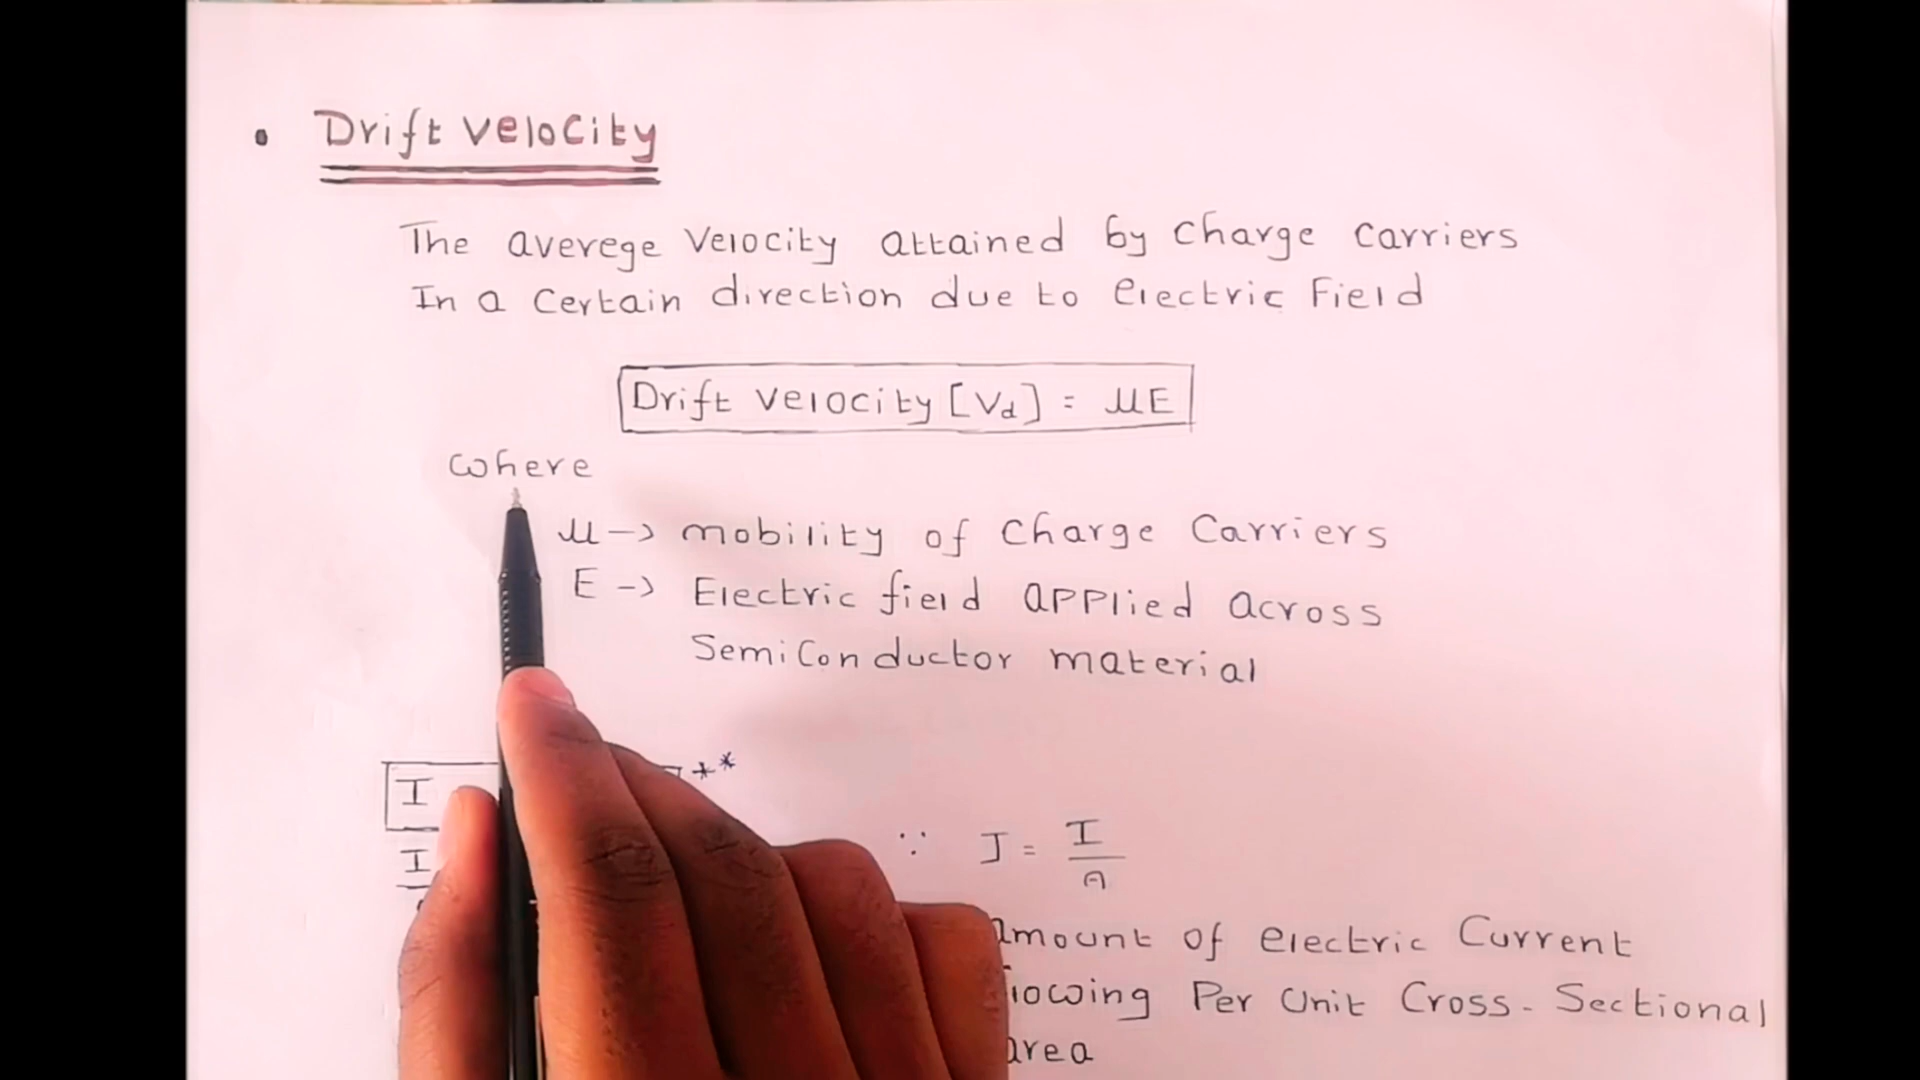 • Drift Velocity
The averege Velocity attained by charge carriers
In a certain direction due to electric Field
Drift velocity [Vd] = μE
where
μ -> mobility of charge carriers
E -> Electric field applied across
Semiconductor material
I **
I
∵ J = I/A
amount of electric current
flowing Per unit cross-sectional
area